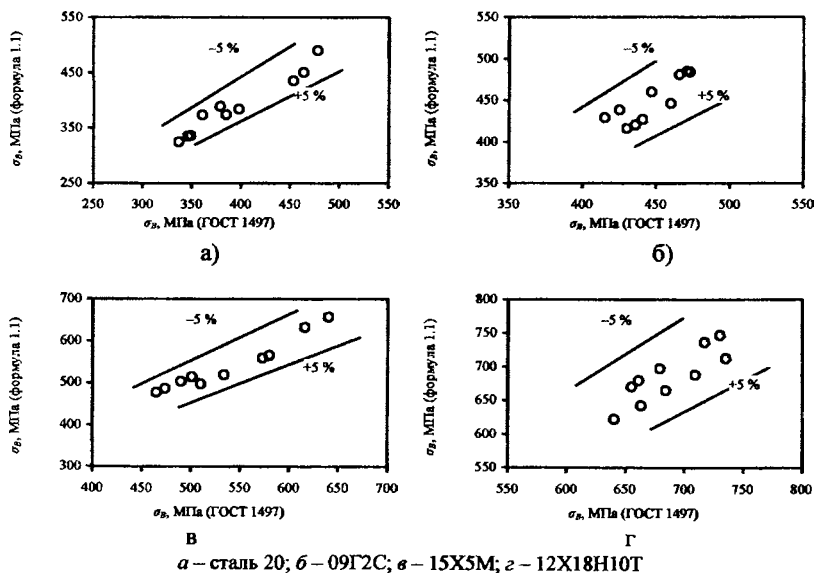 σв, МПа (формула 1.1)
550
450
350
250
–5 %
+5 %
250 300 350 400 450 500 550
σв, МПа (ГОСТ 1497)
а)
σв, МПа (формула 1.1)
550
500
450
400
350
–5 %
+5 %
350 400 450 500 550
σв, МПа (ГОСТ 1497)
б)
σв, МПа (формула 1.1)
700
600
500
400
300
–5 %
+5 %
400 450 500 550 600 650 700
σв, МПа (ГОСТ 1497)
в
σв, МПа (формула 1.1)
800
750
700
650
600
550
–5 %
+5 %
550 600 650 700 750 800
σв, МПа (ГОСТ 1497)
Г
а – сталь 20; б – 09Г2С; в – 15Х5М; г – 12Х18Н10Т